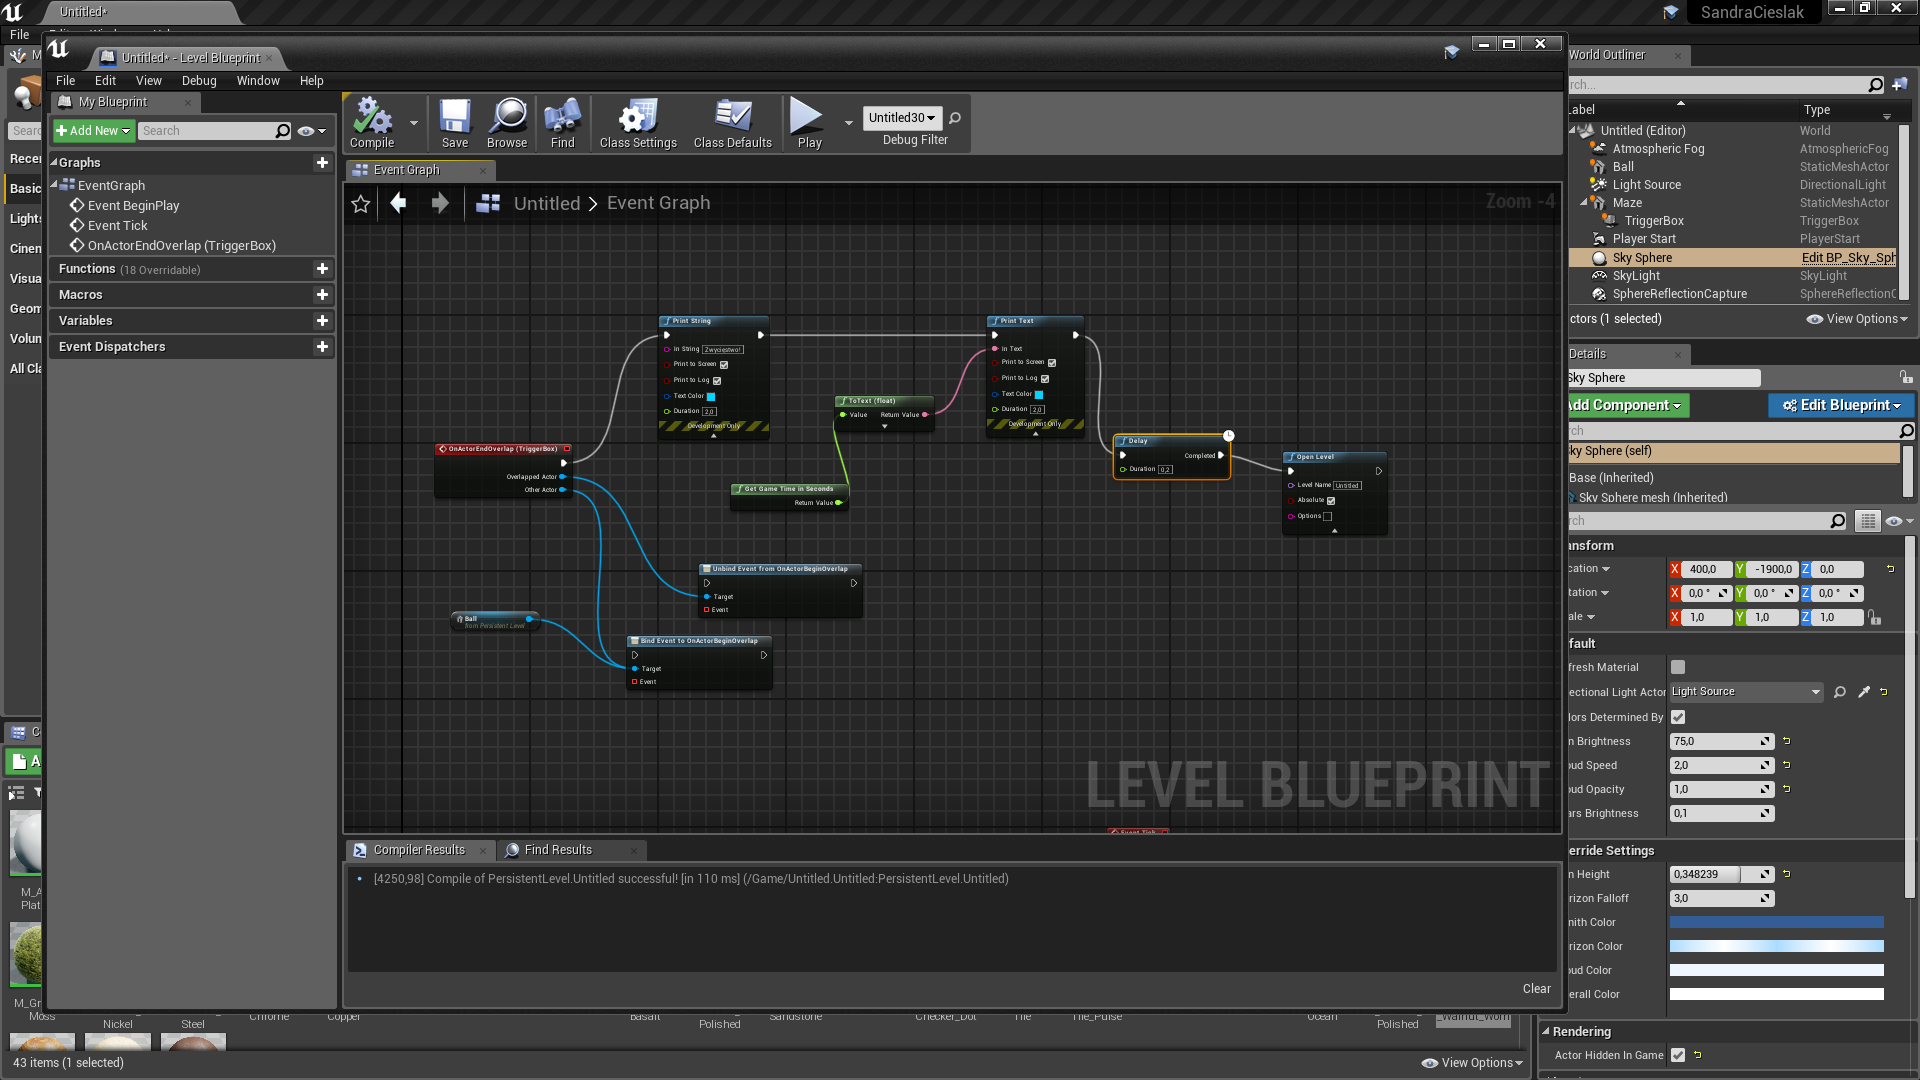 Untitled*
SandraCieslak
File
Untitled* - Level Blueprint
File Edit View Debug Window Help
My Blueprint
Add New
Search
Graphs
EventGraph
Event BeginPlay
Event Tick
OnActorEndOverlap (TriggerBox)
Functions (18 Overridable)
Macros
Variables
Event Dispatchers
Compile
Save
Browse
Find
Class Settings
Class Defaults
Play
Untitled30
Debug Filter
Event Graph
Untitled > Event Graph
Zoom -4
Print String
In String Zwyciestwo!
Print to Screen
Print to Log
Text Color
Duration 2,0
Development Only
Print Text
In Text
Print to Screen
Print to Log
Text Color
Duration 2,0
Development Only
ToText (float)
Value Return Value
OnActorEndOverlap (TriggerBox)
Overlapped Actor
Other Actor
Get Game Time in Seconds
Return Value
Delay
Completed
Duration 0,2
Open Level
Level Name Untitled
Absolute
Options
Unbind Event from OnActorBeginOverlap
Target
Event
Ball
from Persistent Level
Bind Event to OnActorBeginOverlap
Target
Event
LEVEL BLUEPRINT
Event Tick
Compiler Results
Find Results
[4250,98] Compile of PersistentLevel.Untitled successful! [in 110 ms] (/Game/Untitled.Untitled:PersistentLevel.Untitled)
Clear
World Outliner
Label Type
Untitled (Editor) World
Atmospheric Fog AtmosphericFog
Ball StaticMeshActor
Light Source DirectionalLight
Maze StaticMeshActor
TriggerBox TriggerBox
Player Start PlayerStart
Sky Sphere Edit BP_Sky_Sph
SkyLight SkyLight
SphereReflectionCapture SphereReflectionC
ctors (1 selected)
View Options
Details
Sky Sphere
Add Component
Edit Blueprint
rch
Sky Sphere (self)
Base (Inherited)
Sky Sphere mesh (Inherited)
rch
ansform
cation X 400,0 Y -1900,0 Z 0,0
tation X 0,0 ° Y 0,0 ° Z 0,0 °
ale X 1,0 Y 1,0 Z 1,0
fault
fresh Material
ectional Light Actor Light Source
lors Determined By
n Brightness 75,0
oud Speed 2,0
oud Opacity 1,0
ars Brightness 0,1
erride Settings
n Height 0,348239
rizon Falloff 3,0
nith Color
rizon Color
oud Color
erall Color
Rendering
Actor Hidden In Game
Searc
Recen
Basic
Lights
Cinen
Visua
Geom
Volun
All Cla
M_A
Plat
M_Gr
Moss
Nickel
Steel
Chrome
Copper
Basalt
Polished
Sandstone
Checker_Dot
Tile
Tile_Pulse
Ocean
Polished
_Walnut_Worn
43 items (1 selected)
View Options